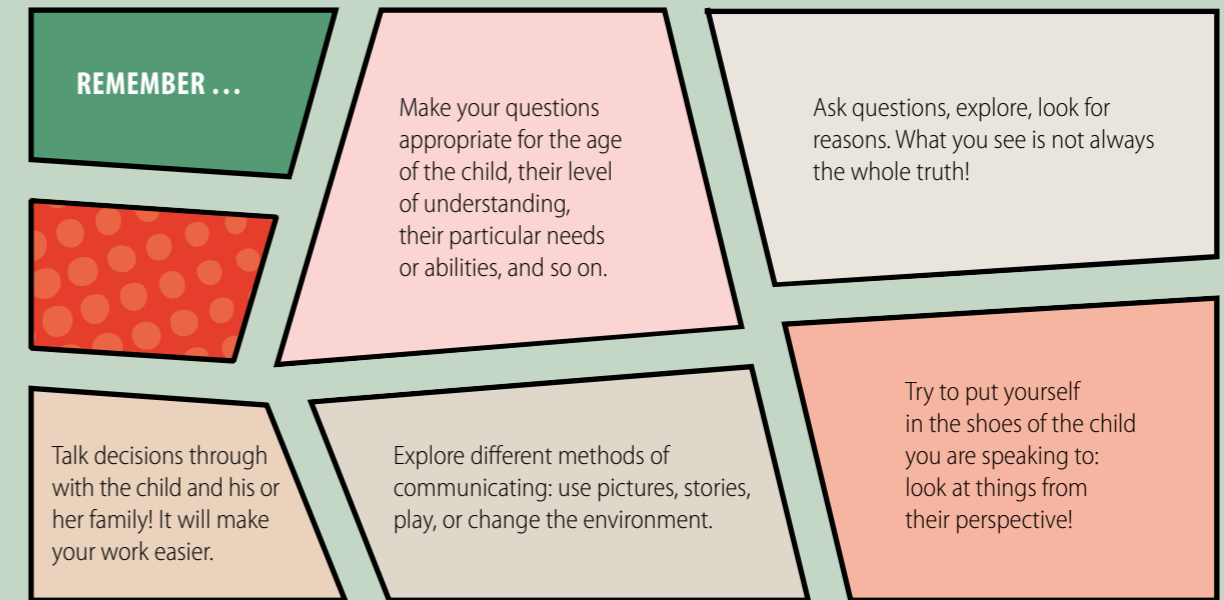 REMEMBER …
Make your questions
appropriate for the age
of the child, their level
of understanding,
their particular needs
or abilities, and so on.
Ask questions, explore, look for
reasons. What you see is not always
the whole truth!
Talk decisions through
with the child and his or
her family! It will make
your work easier.
Explore different methods of
communicating: use pictures, stories,
play, or change the environment.
Try to put yourself
in the shoes of the child
you are speaking to:
look at things from
their perspective!